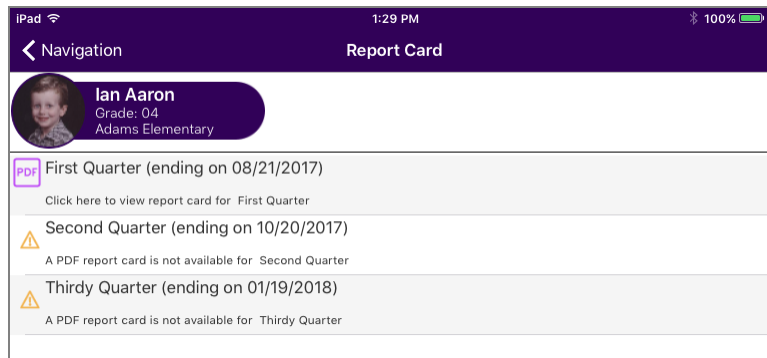 iPad 1:29 PM 100%
Navigation Report Card
Ian Aaron
Grade: 04
Adams Elementary
PDF First Quarter (ending on 08/21/2017)
Click here to view report card for First Quarter
Second Quarter (ending on 10/20/2017)
A PDF report card is not available for Second Quarter
Thirdy Quarter (ending on 01/19/2018)
A PDF report card is not available for Thirdy Quarter